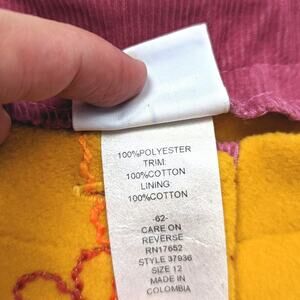 100%POLYESTER
TRIM:
100%COTTON
LINING:
100%COTTON
-62-
CARE ON
REVERSE
RN17652
STYLE 37936
SIZE 12
MADE IN
COLOMBIA